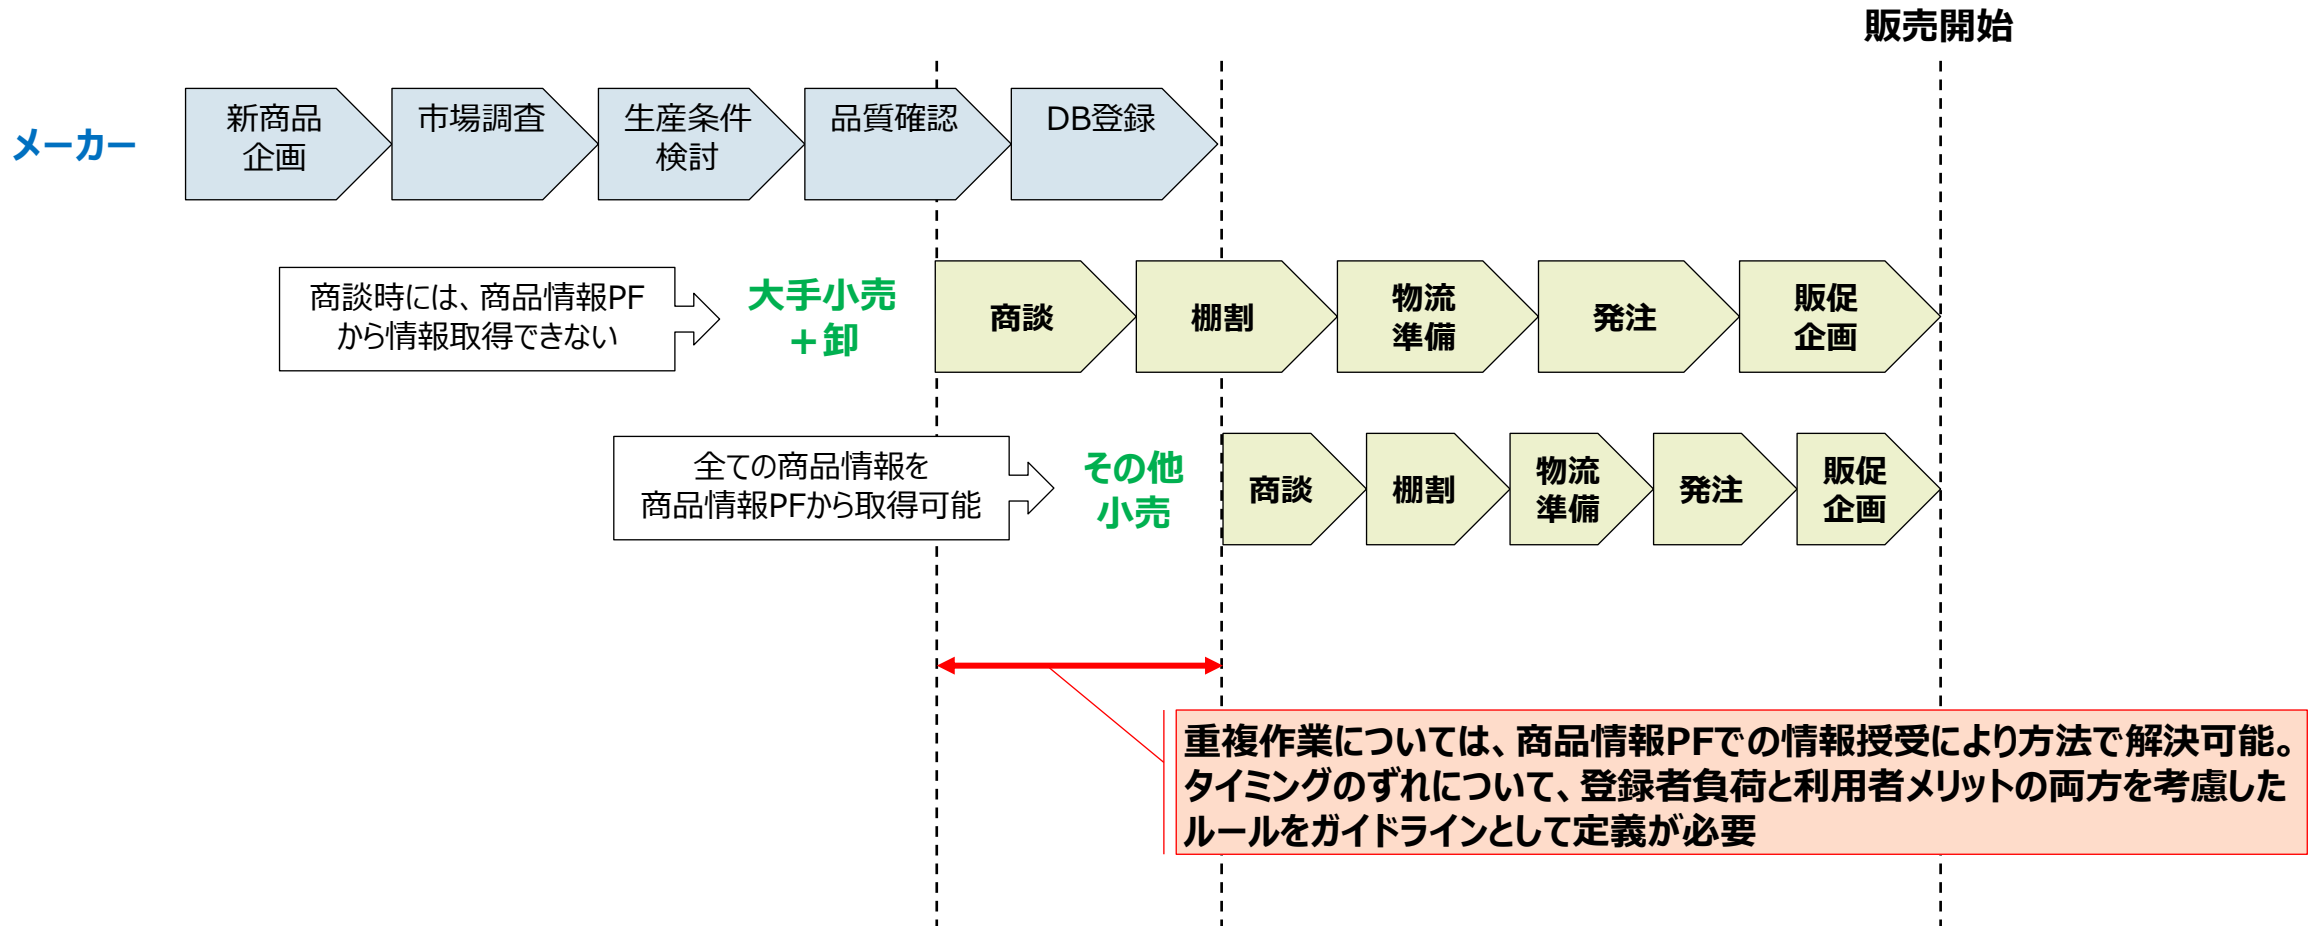 販売開始
メーカー
新商品
企画
市場調査
生産条件
検討
品質確認
DB登録
商談時には、商品情報PF
から情報取得できない
大手小売
＋卸
商談
棚割
物流
準備
発注
販促
企画
全ての商品情報を
商品情報PFから取得可能
その他
小売
商談
棚割
物流
準備
発注
販促
企画
重複作業については、商品情報PFでの情報授受により方法で解決可能。
タイミングのずれについて、登録者負荷と利用者メリットの両方を考慮した
ルールをガイドラインとして定義が必要